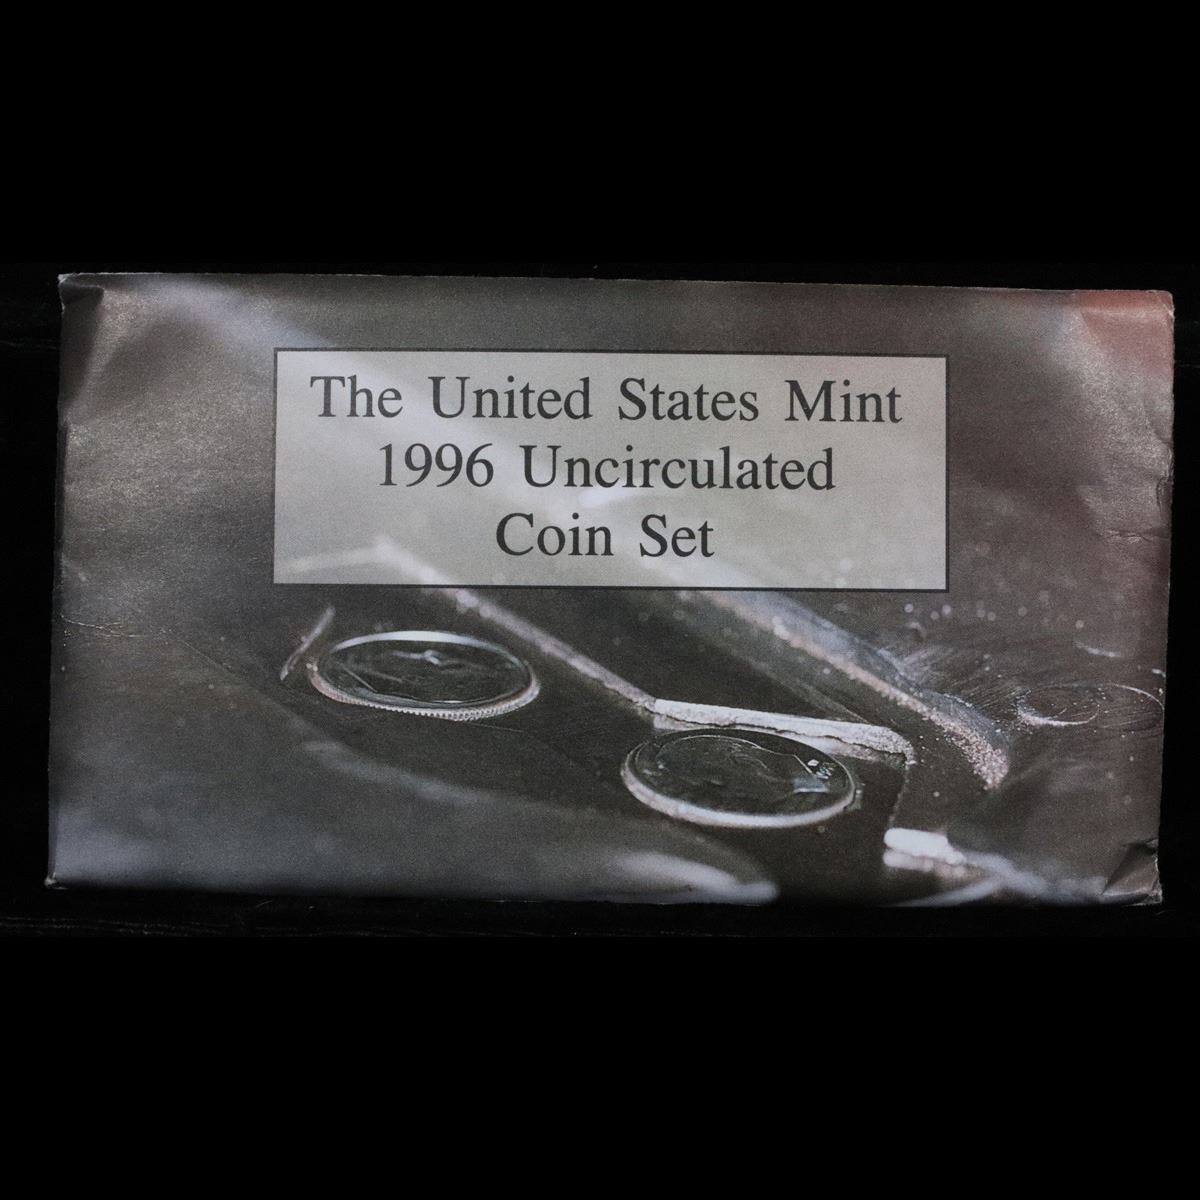 The United States Mint
1996 Uncirculated
Coin Set